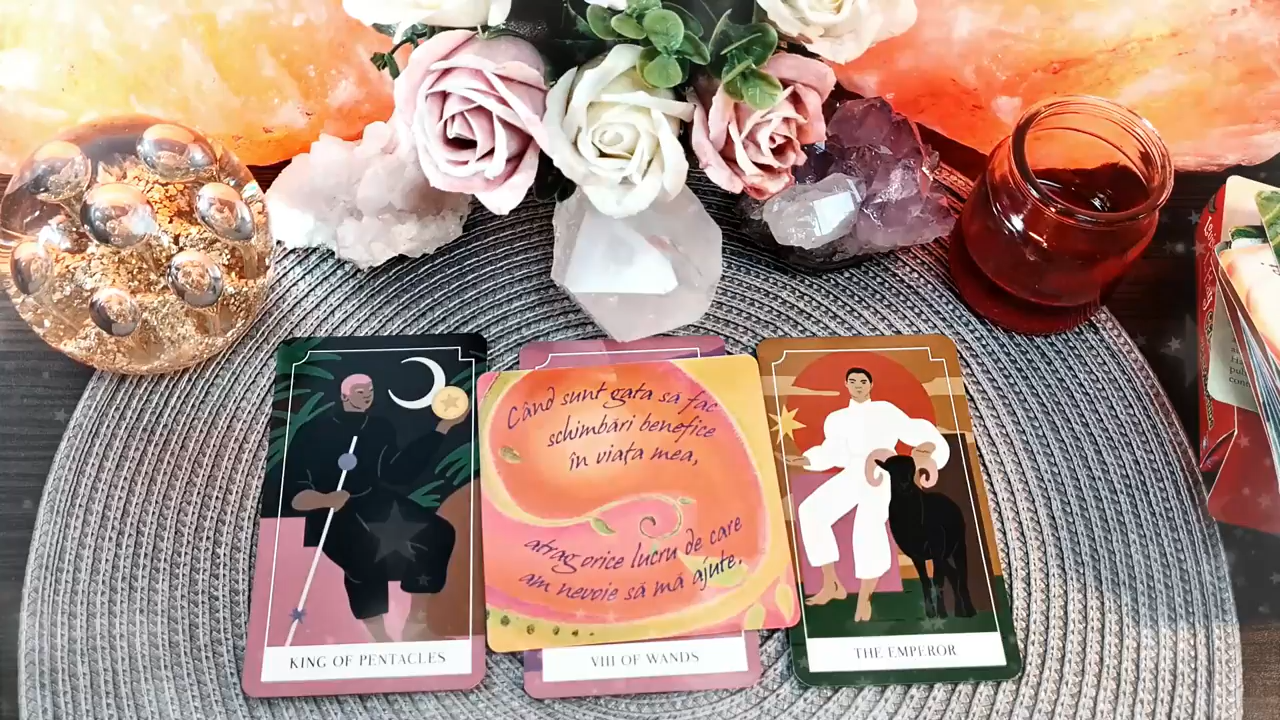 Când sunt gata să fac
schimbări benefice
în viața mea,
atrag orice lucru de care
am nevoie să mă ajute.
KING OF PENTACLES
VIII OF WANDS
THE EMPEROR